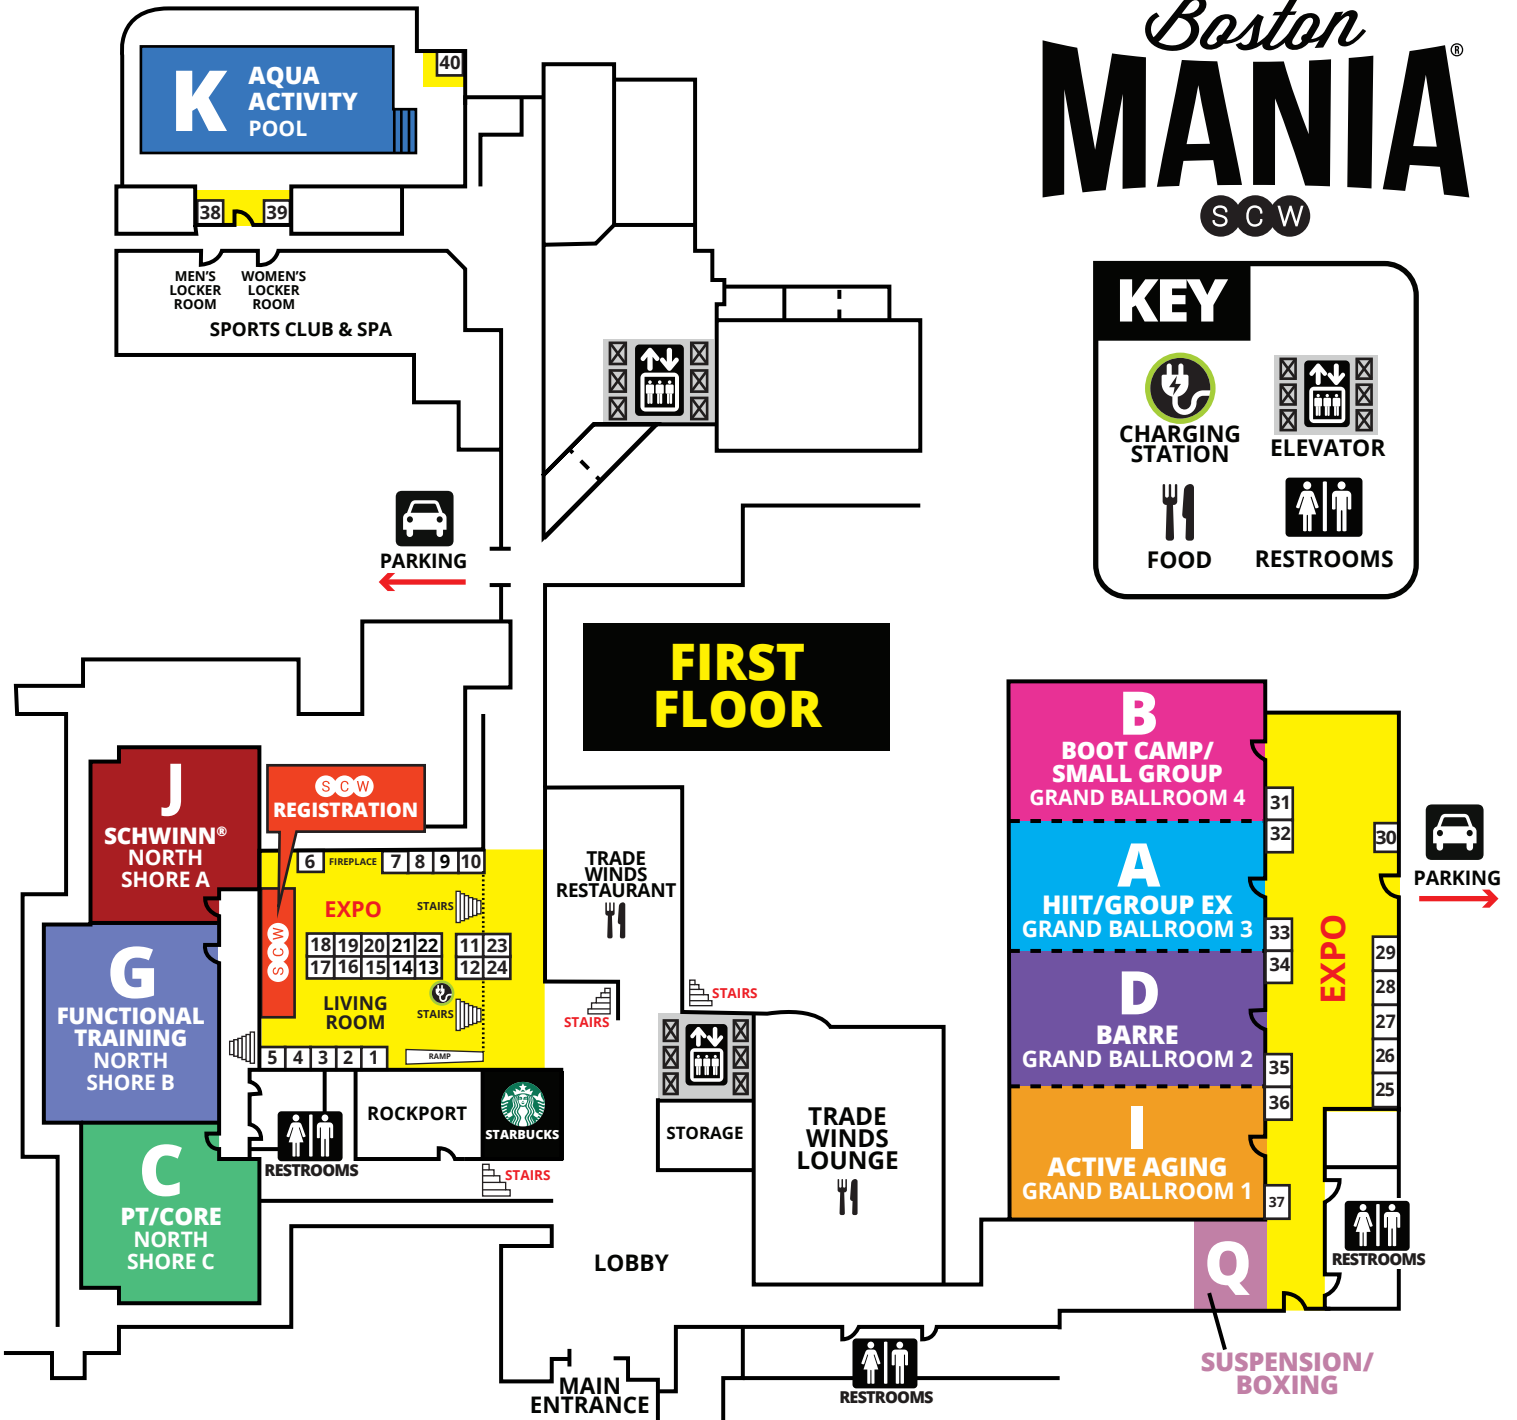 Boston
MANIA®
SCW
K
AQUA
ACTIVITY
POOL
40
38
39
MEN'S
LOCKER
ROOM
WOMEN'S
LOCKER
ROOM
SPORTS CLUB & SPA
KEY
CHARGING
STATION
ELEVATOR
FOOD
RESTROOMS
PARKING
FIRST
FLOOR
J
SCHWINN®
NORTH
SHORE A
SCW
REGISTRATION
G
FUNCTIONAL
TRAINING
NORTH
SHORE B
C
PT/CORE
NORTH
SHORE C
SCW
6
FIREPLACE
7 8 9 10
EXPO
STAIRS
18 19 20 21 22
11 23
17 16 15 14 13
12 24
LIVING
ROOM
STAIRS
5 4 3 2 1
RAMP
RESTROOMS
ROCKPORT
STARBUCKS
STAIRS
TRADE
WINDS
RESTAURANT
STAIRS
STAIRS
STORAGE
TRADE
WINDS
LOUNGE
LOBBY
MAIN
ENTRANCE
RESTROOMS
B
BOOT CAMP/
SMALL GROUP
GRAND BALLROOM 4
A
HIIT/GROUP EX
GRAND BALLROOM 3
D
BARRE
GRAND BALLROOM 2
I
ACTIVE AGING
GRAND BALLROOM 1
31
32
33
34
35
36
37
EXPO
30
29
28
27
26
25
PARKING
RESTROOMS
Q
SUSPENSION/
BOXING